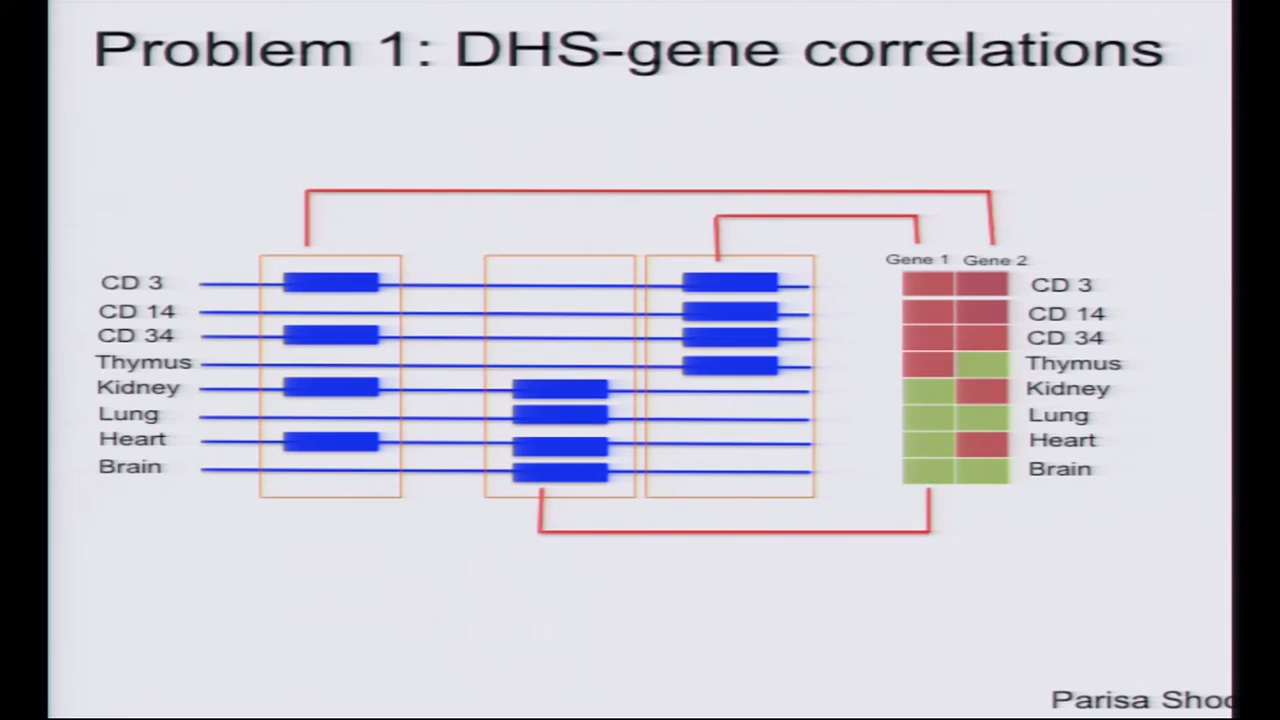 Problem 1: DHS-gene correlations
Gene 1 Gene 2
CD 3 CD 3
CD 14 CD 14
CD 34 CD 34
Thymus Thymus
Kidney Kidney
Lung Lung
Heart Heart
Brain Brain
Parisa